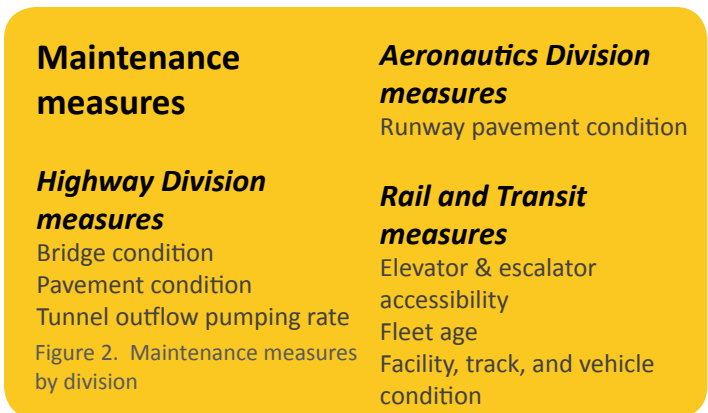 Maintenance
measures
Highway Division
measures
Bridge condition
Pavement condition
Tunnel outflow pumping rate
Figure 2.  Maintenance measures
by division
Aeronautics Division
measures
Runway pavement condition
Rail and Transit
measures
Elevator & escalator
accessibility
Fleet age
Facility, track, and vehicle
condition